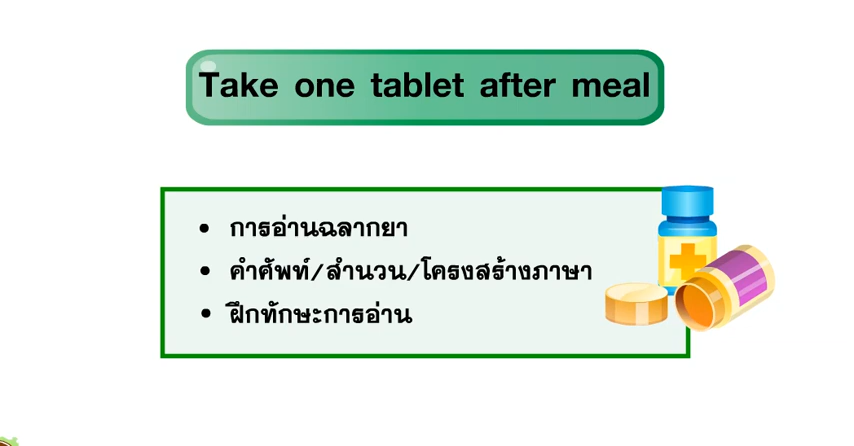 Take one tablet after meal
• การอ่านฉลากยา
• คำศัพท์/สำนวน/โครงสร้างภาษา
• ฝึกทักษะการอ่าน